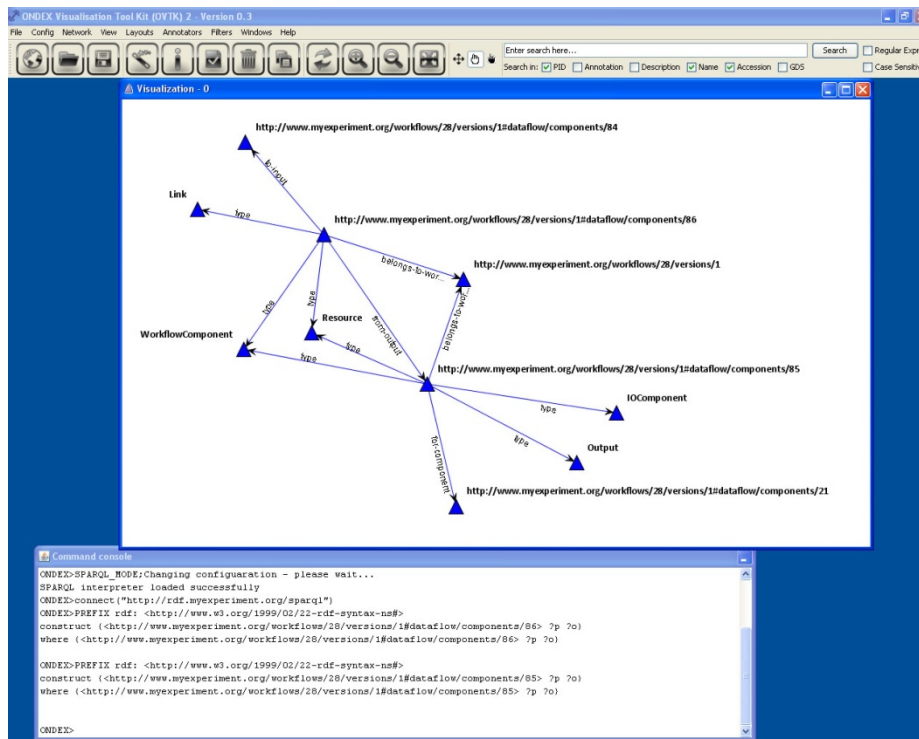 ONDEX Visualisation Tool Kit (OVTK) 2 - Version 0.3
File Config Network View Layouts Annotators Filters Windows Help
Enter search here...
Search
Regular Expr
Search in: PID Annotation Description Name Accession GDS
Case Sensitiv
Visualization - 0
http://www.myexperiment.org/workflows/28/versions/1#dataflow/components/84
to-input
Link
type
http://www.myexperiment.org/workflows/28/versions/1#dataflow/components/86
belongs-to-wor...
http://www.myexperiment.org/workflows/28/versions/1
type
type
Resource
from-output
belongs-to-wor...
WorkflowComponent
type
type
http://www.myexperiment.org/workflows/28/versions/1#dataflow/components/85
IOComponent
type
type
Output
for-component
http://www.myexperiment.org/workflows/28/versions/1#dataflow/components/21
Command console
ONDEX>SPARQL_MODE;Changing configuaration - please wait...
SPARQL interpreter loaded successfully
ONDEX>connect("http://rdf.myexperiment.org/sparql")
ONDEX>PREFIX rdf: <http://www.w3.org/1999/02/22-rdf-syntax-ns#>
construct {<http://www.myexperiment.org/workflows/28/versions/1#dataflow/components/86> ?p ?o}
where {<http://www.myexperiment.org/workflows/28/versions/1#dataflow/components/86> ?p ?o}
ONDEX>PREFIX rdf: <http://www.w3.org/1999/02/22-rdf-syntax-ns#>
construct {<http://www.myexperiment.org/workflows/28/versions/1#dataflow/components/85> ?p ?o}
where {<http://www.myexperiment.org/workflows/28/versions/1#dataflow/components/85> ?p ?o}
ONDEX>